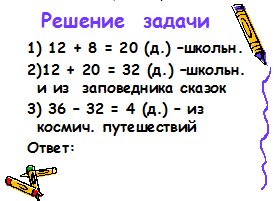 Решение задачи
1) 12 + 8 = 20 (д.) –школьн.
2)12 + 20 = 32 (д.) –школьн.
и из заповедника сказок
3) 36 – 32 = 4 (д.) – из
космич. путешествий
Ответ: